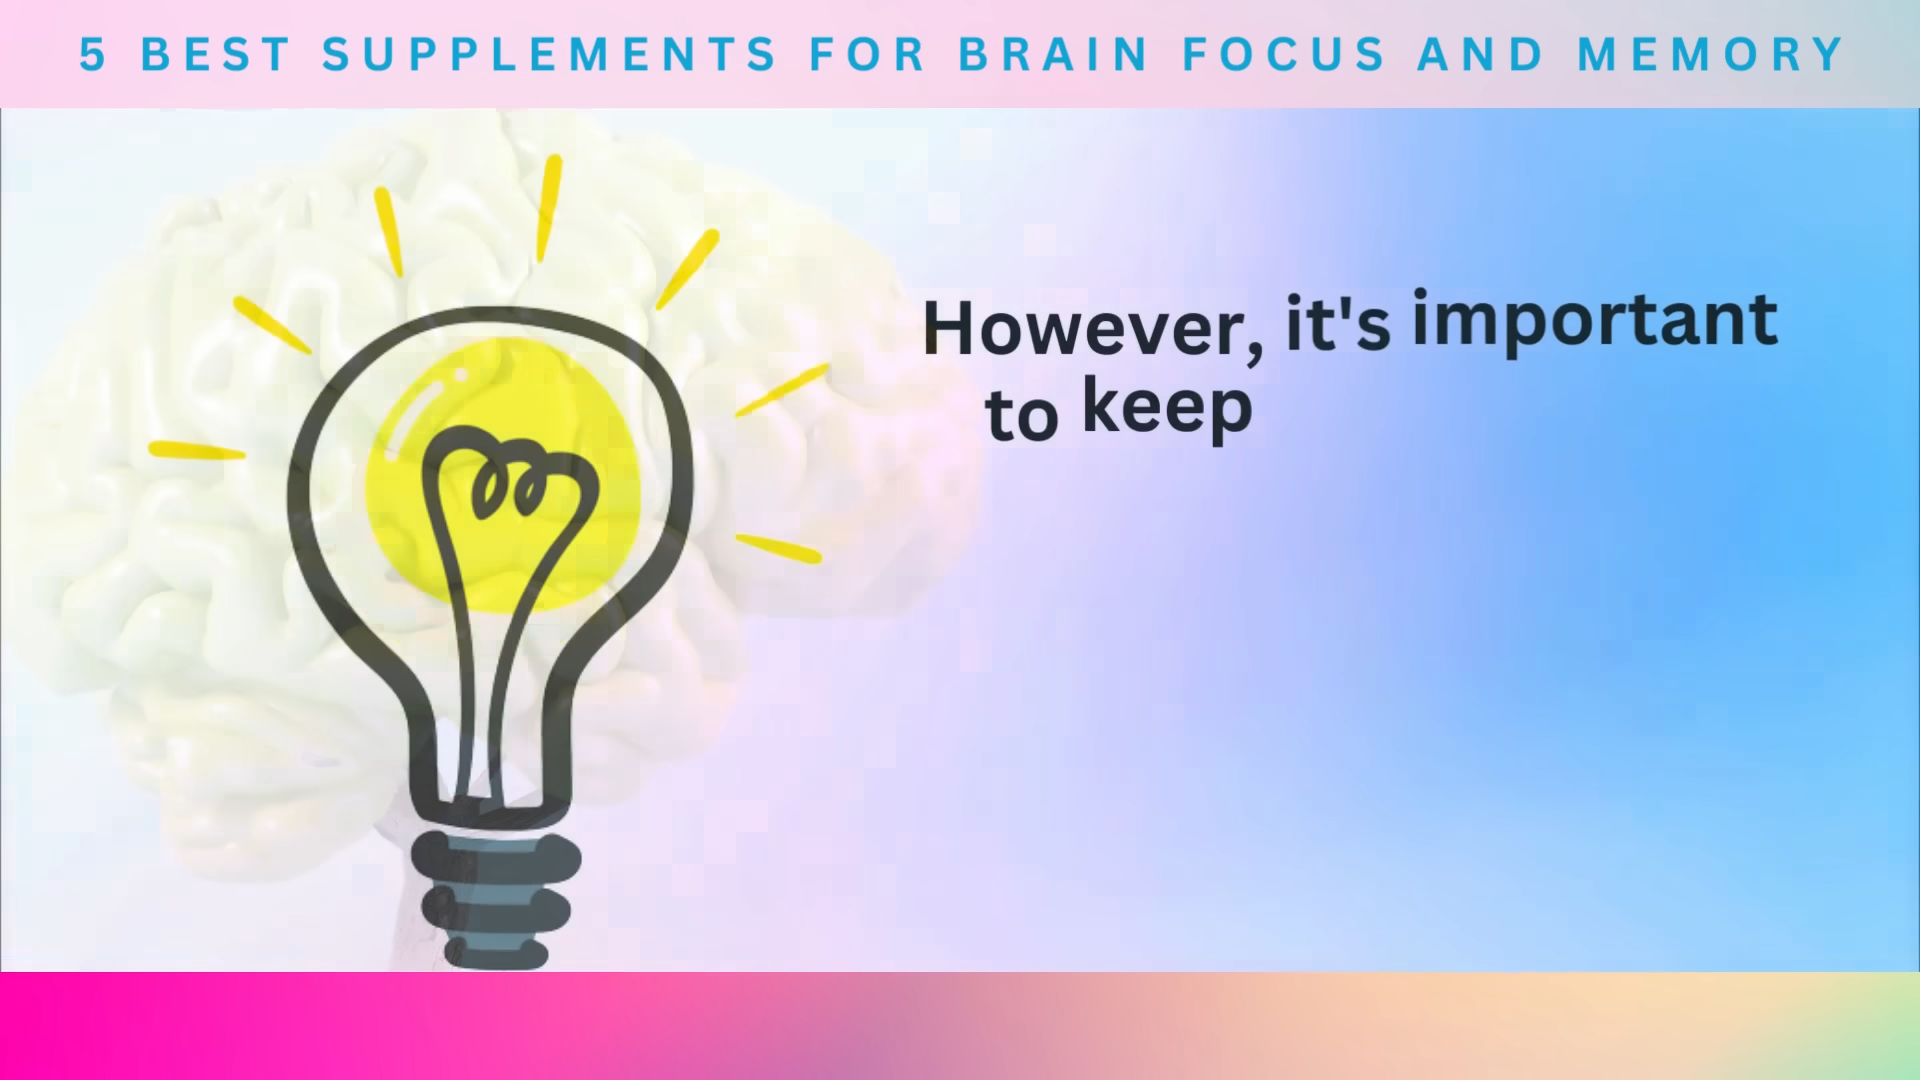 5 BEST SUPPLEMENTS FOR BRAIN FOCUS AND MEMORY
However, it's important
to keep